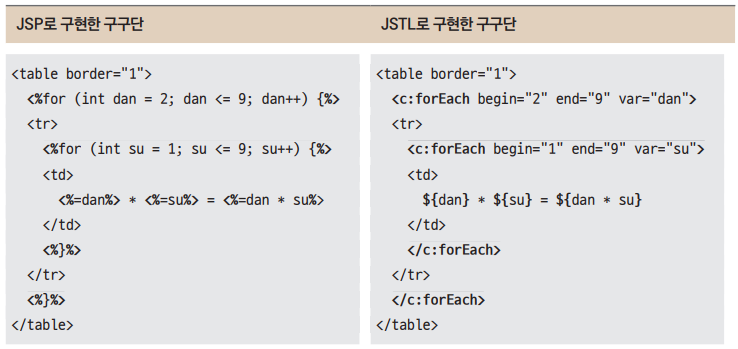 JSP로 구현한 구구단
<table border="1">
  <%for (int dan = 2; dan <= 9; dan++) {%>
  <tr>
    <%for (int su = 1; su <= 9; su++) {%>
    <td>
      <%=dan%> * <%=su%> = <%=dan * su%>
    </td>
    <%}%>
  </tr>
  <%}%>
</table>
JSTL로 구현한 구구단
<table border="1">
  <c:forEach begin="2" end="9" var="dan">
  <tr>
    <c:forEach begin="1" end="9" var="su">
    <td>
      ${dan} * ${su} = ${dan * su}
    </td>
    </c:forEach>
  </tr>
  </c:forEach>
</table>